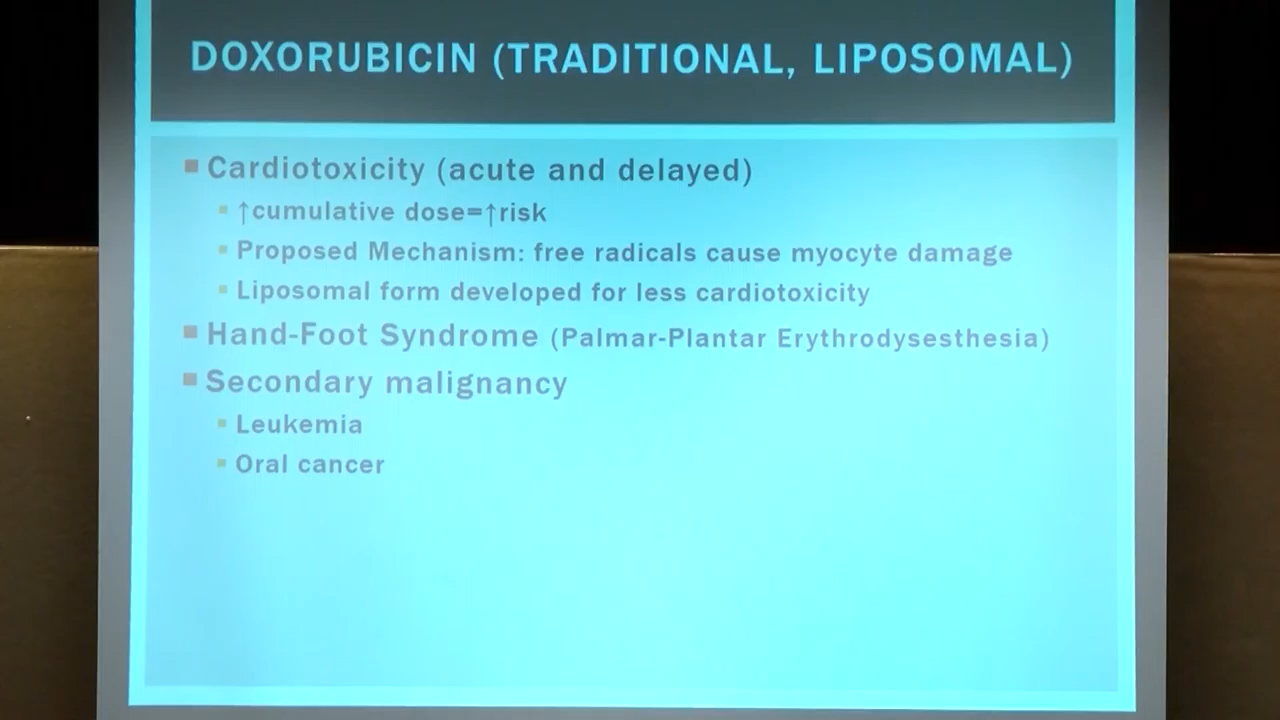 DOXORUBICIN (TRADITIONAL, LIPOSOMAL)
Cardiotoxicity (acute and delayed)
↑cumulative dose=↑risk
Proposed Mechanism: free radicals cause myocyte damage
Liposomal form developed for less cardiotoxicity
Hand-Foot Syndrome (Palmar-Plantar Erythrodysesthesia)
Secondary malignancy
Leukemia
Oral cancer